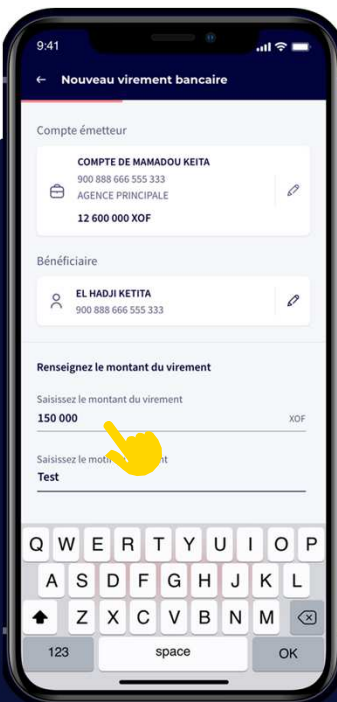 9:41
← Nouveau virement bancaire
Compte émetteur
COMPTE DE MAMADOU KEITA
900 888 666 555 333
AGENCE PRINCIPALE
12 600 000 XOF
Bénéficiaire
EL HADJI KETITA
900 888 666 555 333
Renseignez le montant du virement
Saisissez le montant du virement
150 000 XOF
Saisissez le
Test
Q W E R T Y U I O P
A S D F G H J K L
Z X C V B N M
123 space OK